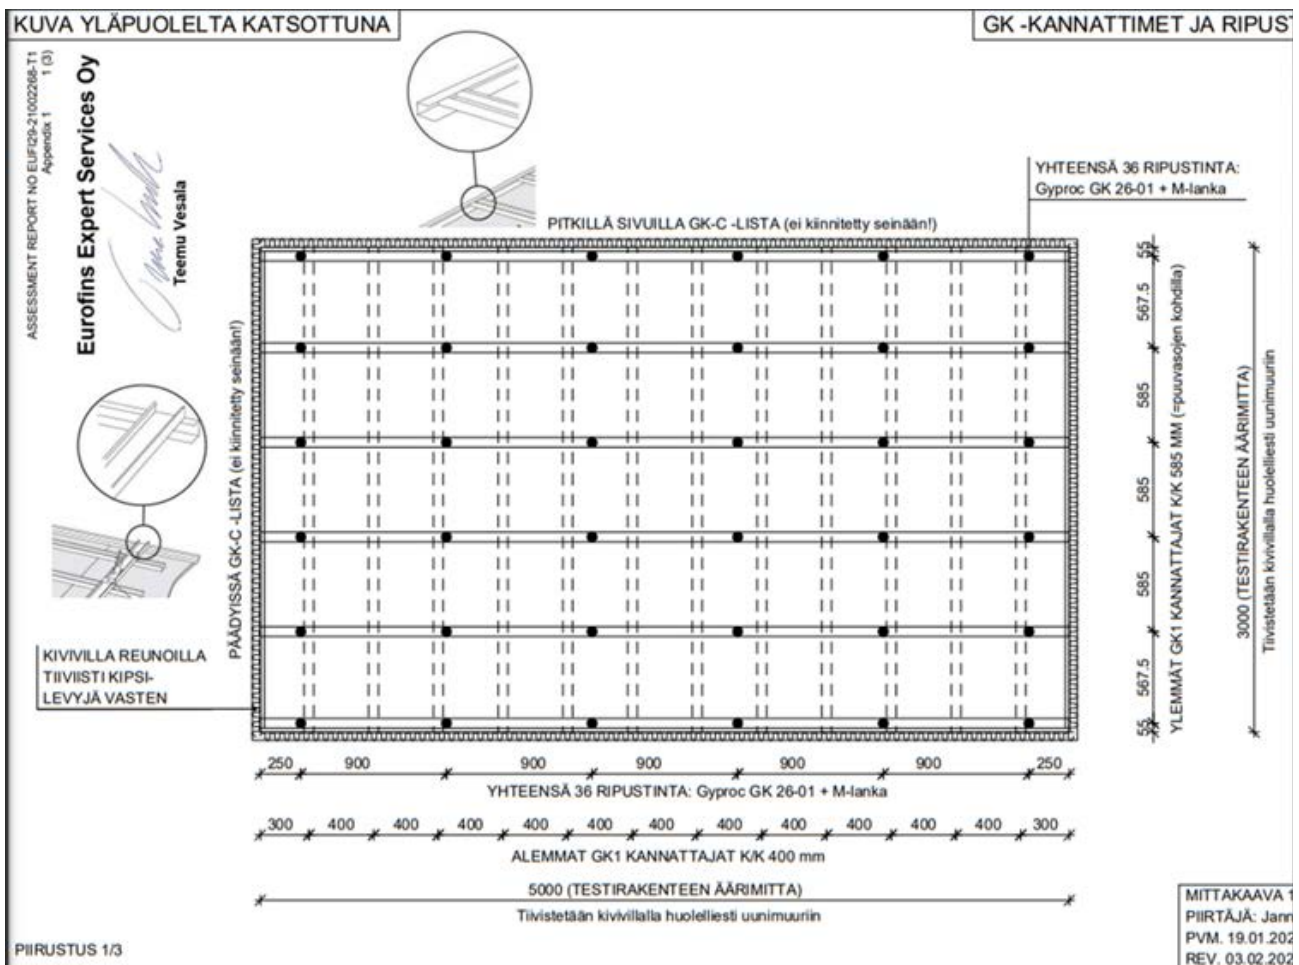 KUVA YLÄPUOLELTA KATSOTTUNA
GK -KANNATTIMET JA RIPUST
ASSESSMENT REPORT NO EUFI29-21002268-T1
Appendix 1 1 (3)
Eurofins Expert Services Oy
Teemu Vesala
YHTEENSÄ 36 RIPUSTINTA:
Gyproc GK 26-01 + M-lanka
PITKILLÄ SIVUILLA GK-C -LISTA (ei kiinnitetty seinään!)
PÄÄDYISSÄ GK-C -LISTA (ei kiinnitetty seinään!)
KIVIVILLA REUNOILLA
TIIVIISTI KIPSI-
LEVYJÄ VASTEN
55 567.5 585 585 585 567.5 55
YLEMMÄT GK1 KANNATTAJAT K/K 585 MM (=puuvasojen kohdilla)
3000 (TESTIRAKENTEEN ÄÄRIMITTA)
Tiivistetään kivivillalla huolelliesti uunimuuriin
250 900 900 900 900 900 250
YHTEENSÄ 36 RIPUSTINTA: Gyproc GK 26-01 + M-lanka
300 400 400 400 400 400 400 400 400 400 400 400 300
ALEMMAT GK1 KANNATTAJAT K/K 400 mm
5000 (TESTIRAKENTEEN ÄÄRIMITTA)
Tiivistetään kivivillalla huolelliesti uunimuuriin
MITTAKAAVA 1
PIIRTÄJÄ: Jann
PVM. 19.01.202
REV. 03.02.202
PIIRUSTUS 1/3